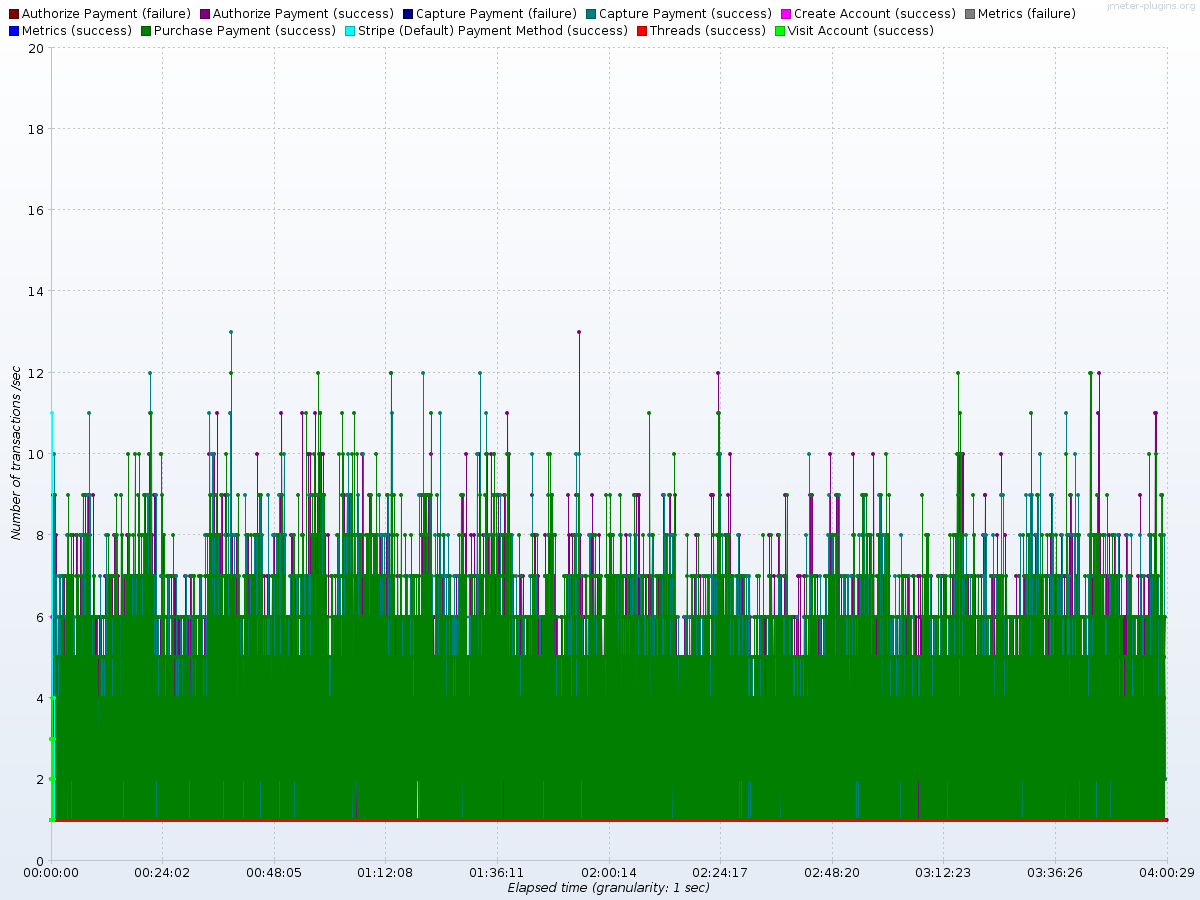 jmeter-plugins.org
Authorize Payment (failure) Authorize Payment (success) Capture Payment (failure) Capture Payment (success) Create Account (success) Metrics (failure)
Metrics (success) Purchase Payment (success) Stripe (Default) Payment Method (success) Threads (success) Visit Account (success)
20
18
16
14
12
10
8
6
4
2
0
Number of transactions /sec
00:00:00 00:24:02 00:48:05 01:12:08 01:36:11 02:00:14 02:24:17 02:48:20 03:12:23 03:36:26 04:00:29
Elapsed time (granularity: 1 sec)